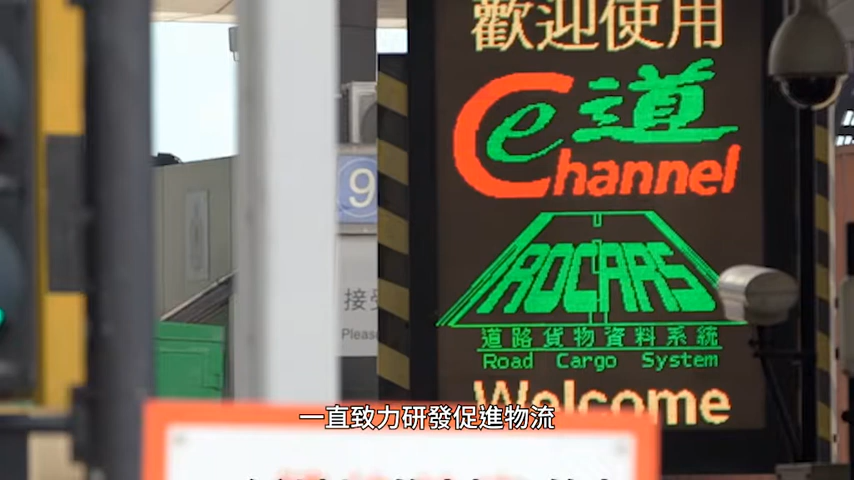 歡迎使用
e道
Channel
9
ROCARS
接受
道路貨物資料系統
Please
Road Cargo System
Welcome
一直致力研發促進物流